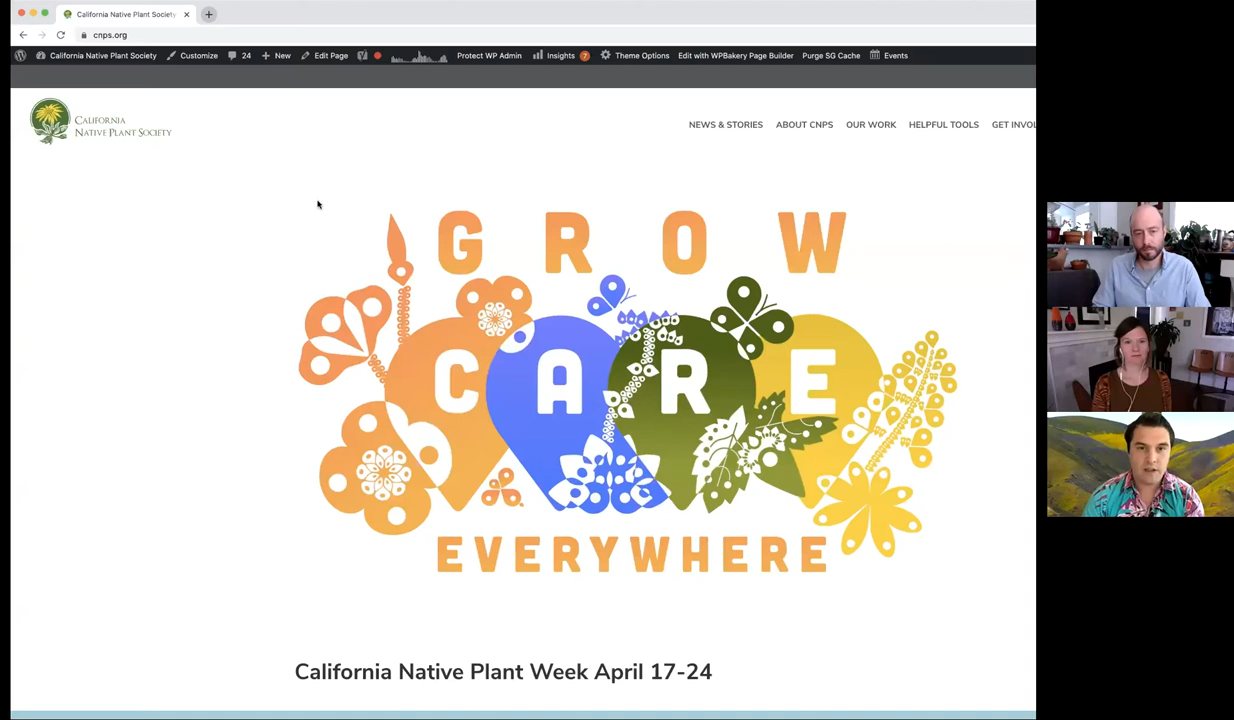 California Native Plant Society
cnps.org
California Native Plant Society Customize 24 New Edit Page Protect WP Admin Insights 7 Theme Options Edit with WPBakery Page Builder Purge SG Cache Events
CALIFORNIA
NATIVE PLANT SOCIETY
NEWS & STORIES ABOUT CNPS OUR WORK HELPFUL TOOLS GET INVOL
GROW
CARE
EVERYWHERE
California Native Plant Week April 17-24